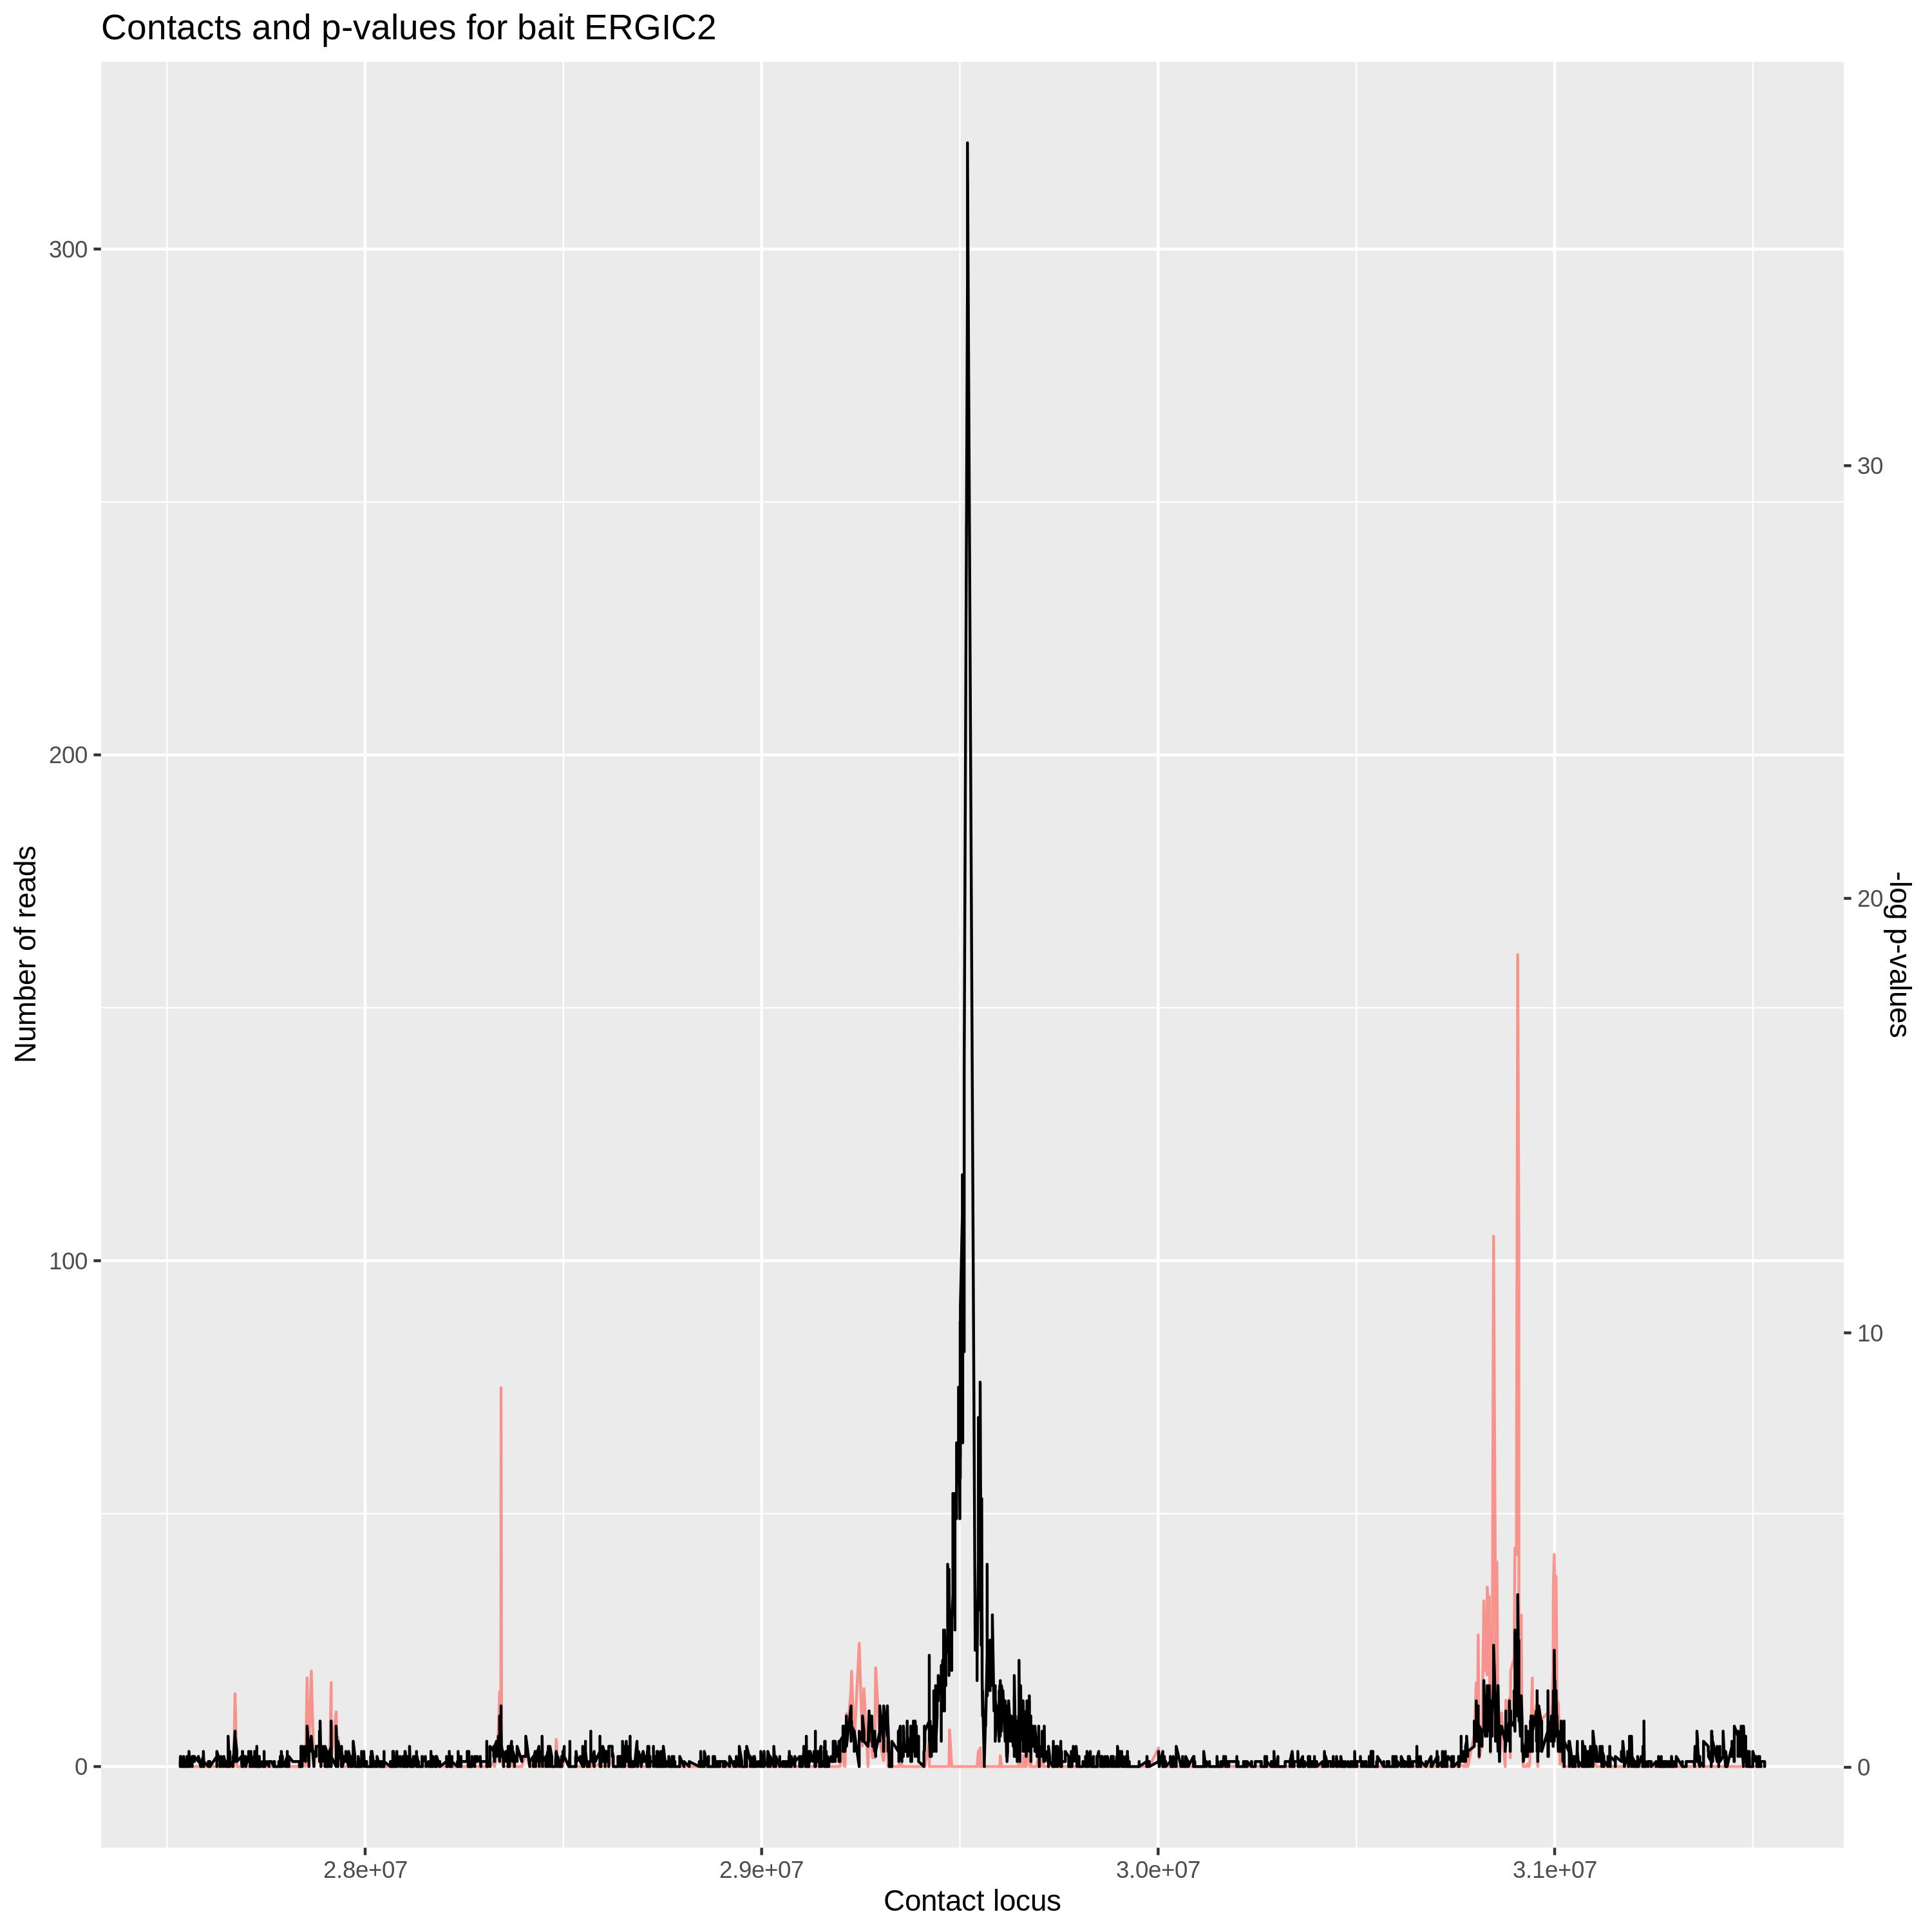 Contacts and p-values for bait ERGIC2
Number of reads
300
200
100
0
30
20
10
0
-log p-values
2.8e+07 2.9e+07 3.0e+07 3.1e+07
Contact locus